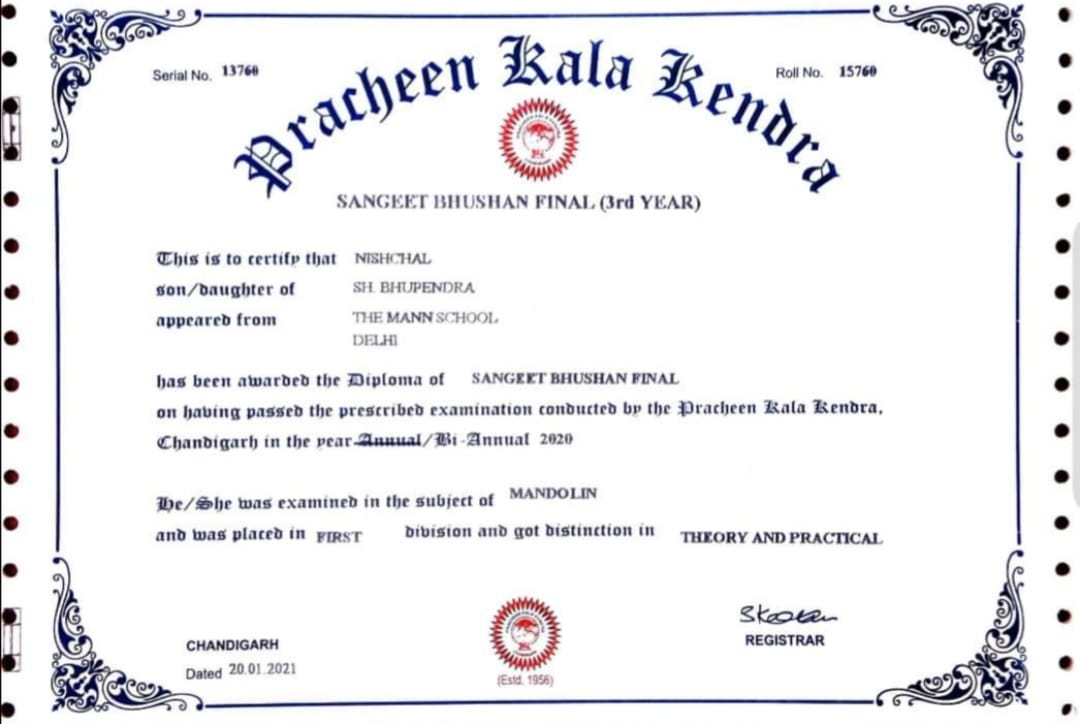 Serial No. 13760
Roll No. 15760
Pracheen Kala Kendra
SANGEET BHUSHAN FINAL (3rd YEAR)
This is to certify that NISHCHAL
son/daughter of SH. BHUPENDRA
appeared from THE MANN SCHOOL
DELHI
has been awarded the Diploma of SANGEET BHUSHAN FINAL
on having passed the prescribed examination conducted by the Pracheen Kala Kendra,
Chandigarh in the year Annual/Bi-Annual 2020
He/She was examined in the subject of MANDOLIN
and was placed in FIRST division and got distinction in THEORY AND PRACTICAL
CHANDIGARH
Dated 20.01.2021
(Estd. 1956)
REGISTRAR